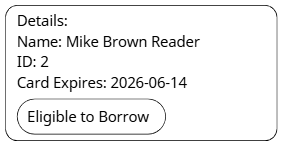 Details:
Name: Mike Brown Reader
ID: 2
Card Expires: 2026-06-14
Eligible to Borrow